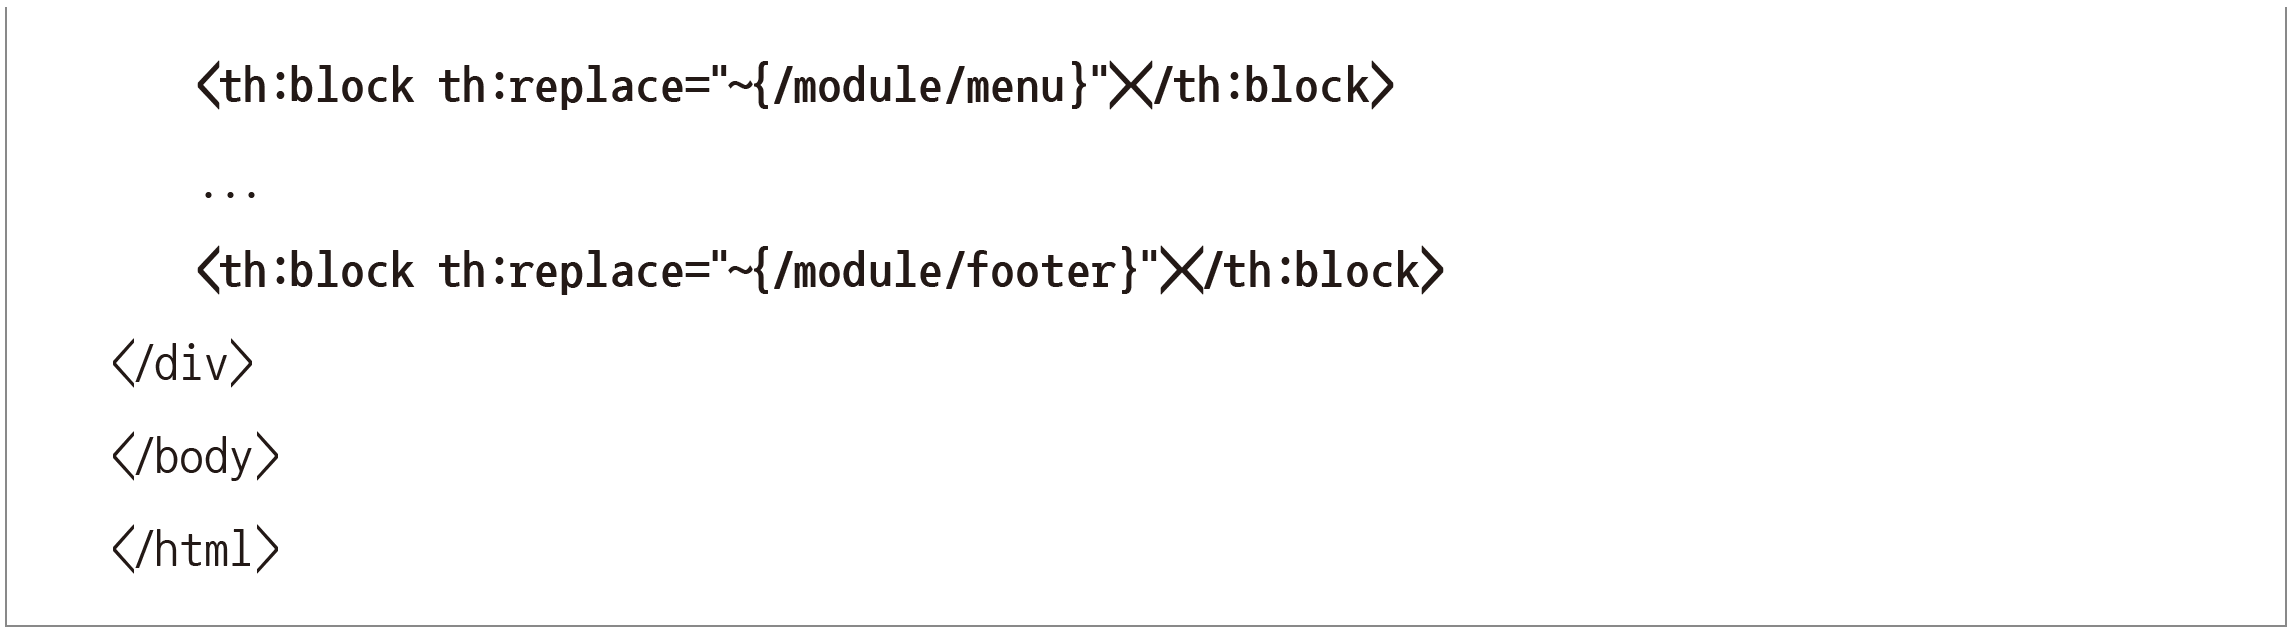 <th:block th:replace="~{/module/menu}"></th:block>
...
<th:block th:replace="~{/module/footer}"></th:block>
</div>
</body>
</html>